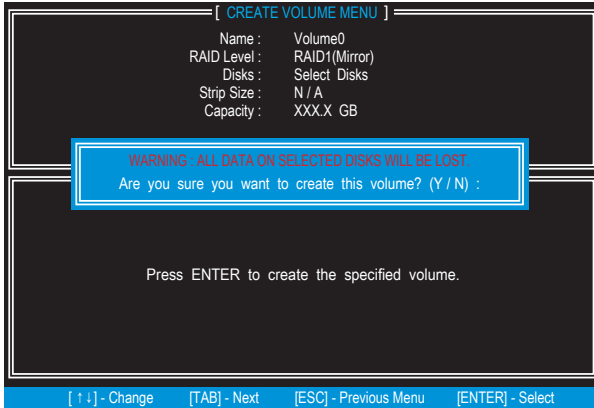 [ CREATE VOLUME MENU ]
Name : Volume0
RAID Level : RAID1(Mirror)
Disks : Select Disks
Strip Size : N / A
Capacity : XXX.X GB
WARNING : ALL DATA ON SELECTED DISKS WILL BE LOST.
Are you sure you want to create this volume? (Y / N) :
Press ENTER to create the specified volume.
[ ↑↓] - Change [TAB] - Next [ESC] - Previous Menu [ENTER] - Select